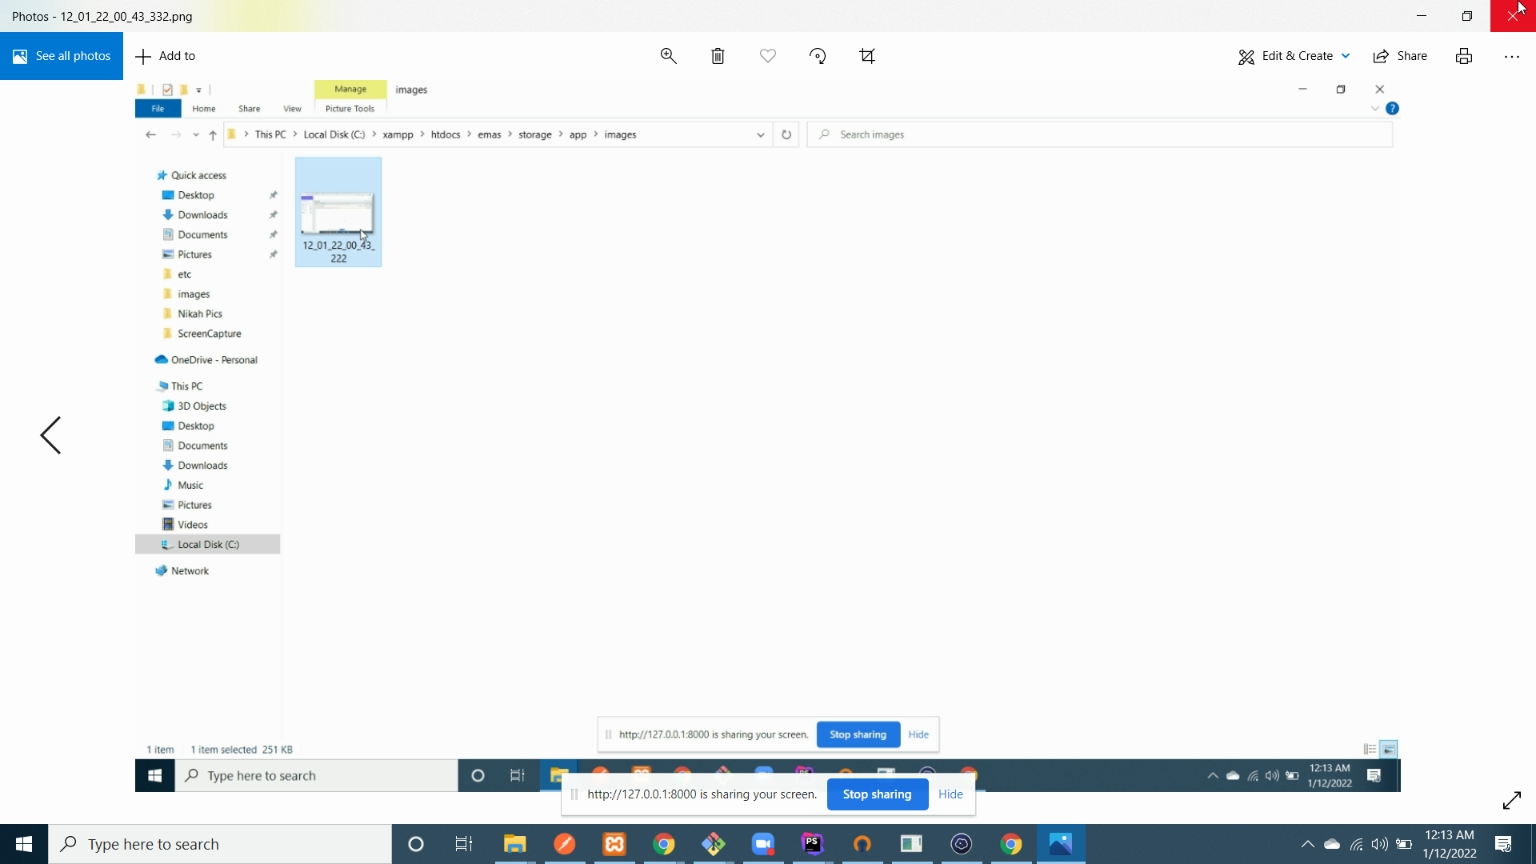 Photos - 12_01_22_00_43_332.png
See all photos
Add to
Edit & Create
Share
Manage
images
File
Home
Share
View
Picture Tools
This PC > Local Disk (C:) > xampp > htdocs > emas > storage > app > images
Search images
Quick access
Desktop
Downloads
Documents
Pictures
etc
images
Nikah Pics
ScreenCapture
OneDrive - Personal
This PC
3D Objects
Desktop
Documents
Downloads
Music
Pictures
Videos
Local Disk (C:)
Network
12_01_22_00_43_
222
http://127.0.0.1:8000 is sharing your screen.
Stop sharing
Hide
1 item
1 item selected 251 KB
Type here to search
12:13 AM
1/12/2022
http://127.0.0.1:8000 is sharing your screen.
Stop sharing
Hide
Type here to search
PS
12:13 AM
1/12/2022